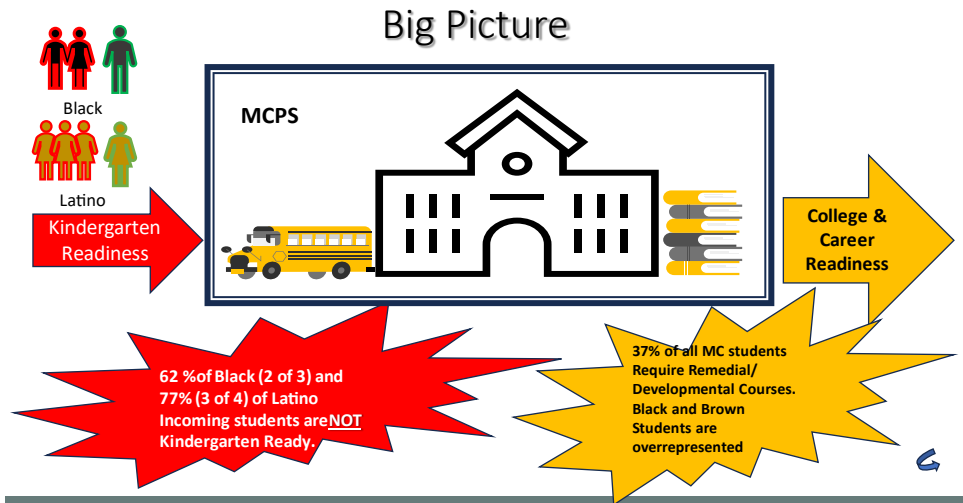 Big Picture
Black
Latino
Kindergarten
Readiness
MCPS
College &
Career
Readiness
62 %of Black (2 of 3) and
77% (3 of 4) of Latino
Incoming students are NOT
Kindergarten Ready.
37% of all MC students
Require Remedial/
Developmental Courses.
Black and Brown
Students are
overrepresented